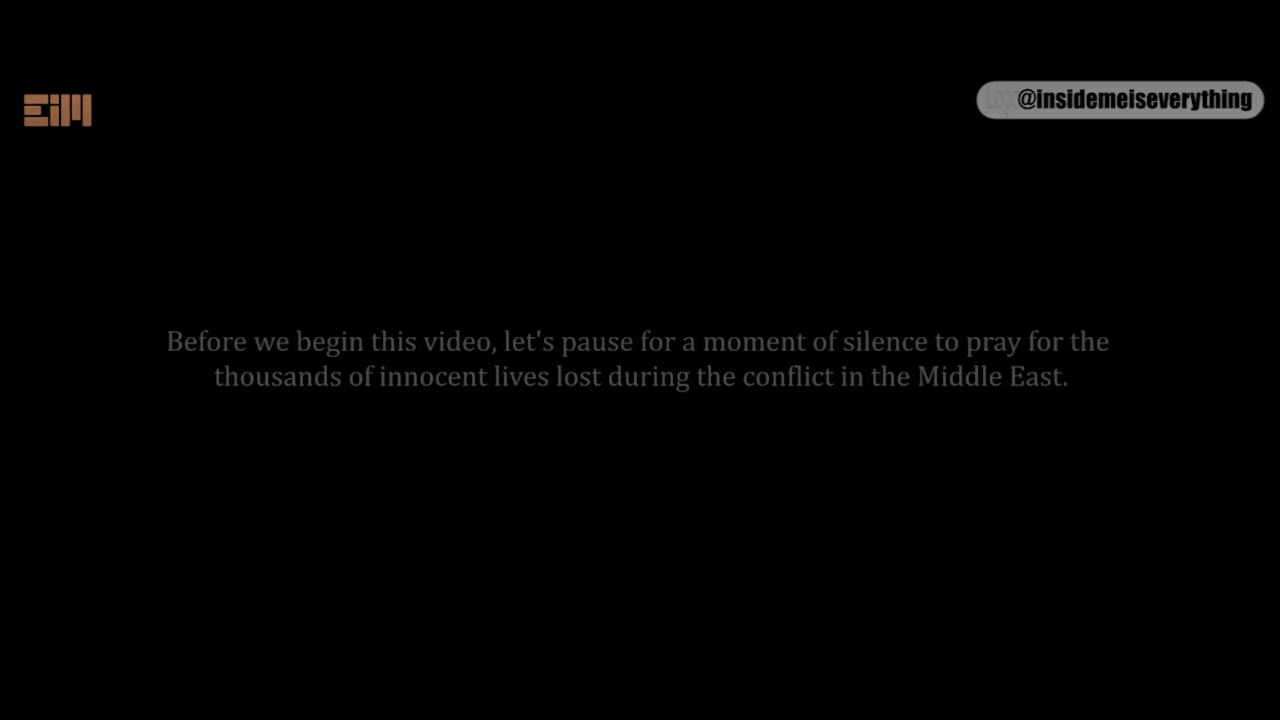 EiM
@insidemeiseverything
Before we begin this video, let's pause for a moment of silence to pray for the
thousands of innocent lives lost during the conflict in the Middle East.